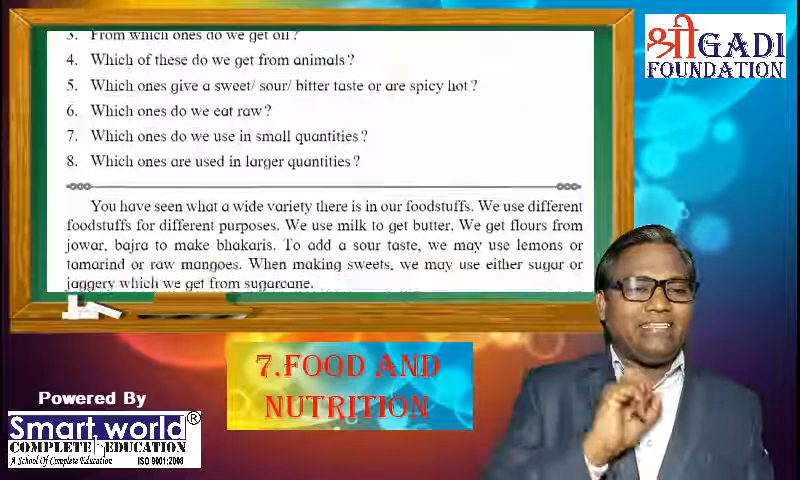 3. From which ones do we get oil?
4. Which of these do we get from animals?
5. Which ones give a sweet/ sour/ bitter taste or are spicy hot?
6. Which ones do we eat raw?
7. Which ones do we use in small quantities?
8. Which ones are used in larger quantities?
You have seen what a wide variety there is in our foodstuffs. We use different
foodstuffs for different purposes. We use milk to get butter. We get flours from
jowar, bajra to make bhakaris. To add a sour taste, we may use lemons or
tamarind or raw mangoes. When making sweets, we may use either sugar or
jaggery which we get from sugarcane.
श्रीGADI
FOUNDATION
7.FOOD AND
NUTRITION
Powered By
Smart world®
COMPLETE EDUCATION
A School Of Complete Education ISO 9001:2008